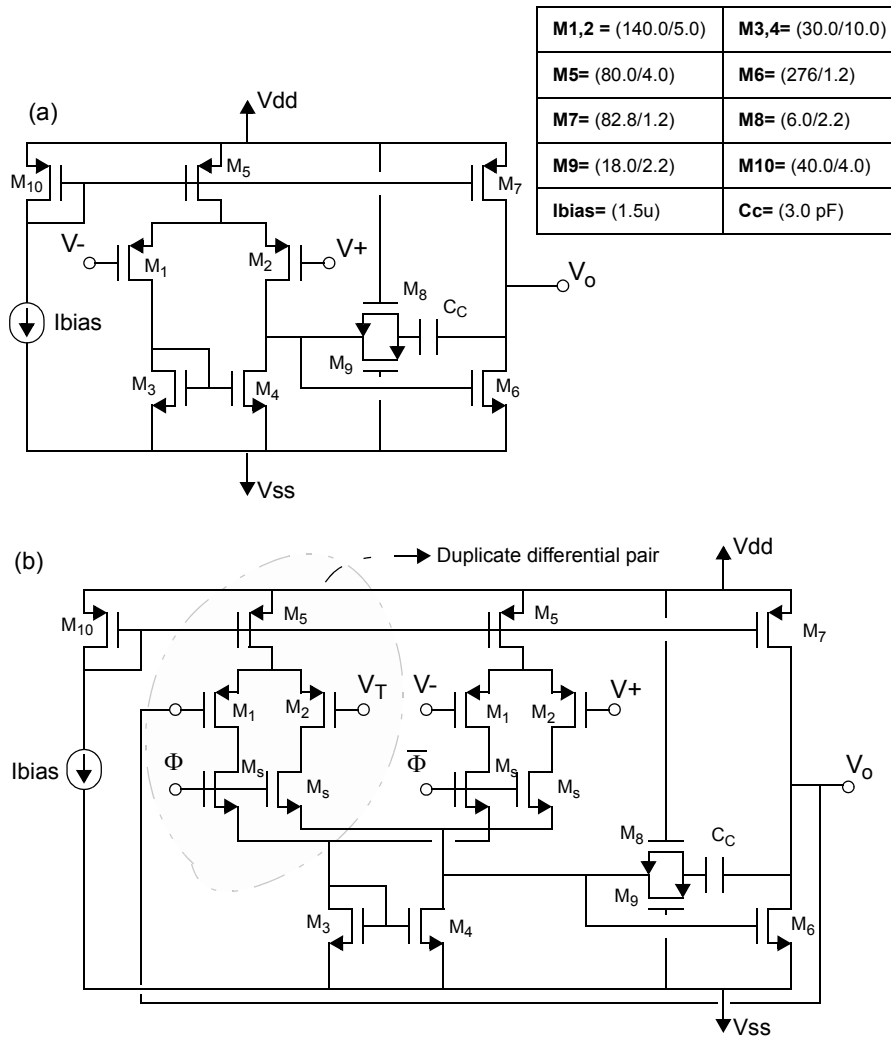 M1,2 = (140.0/5.0) M3,4= (30.0/10.0)
M5= (80.0/4.0) M6= (276/1.2)
M7= (82.8/1.2) M8= (6.0/2.2)
M9= (18.0/2.2) M10= (40.0/4.0)
Ibias= (1.5u) Cc= (3.0 pF)
(a)
Vdd
M10
M5
M7
V-
M1
M2
V+
Vo
M8
CC
Ibias
M9
M3
M4
M6
Vss
(b)
Duplicate differential pair
Vdd
M10
M5
M5
M7
VT
V-
V+
M1
M2
M1
M2
Φ
Ms
Ms
Φ̅
Ms
Ms
Ibias
Vo
M8
CC
M9
M3
M4
M6
Vss